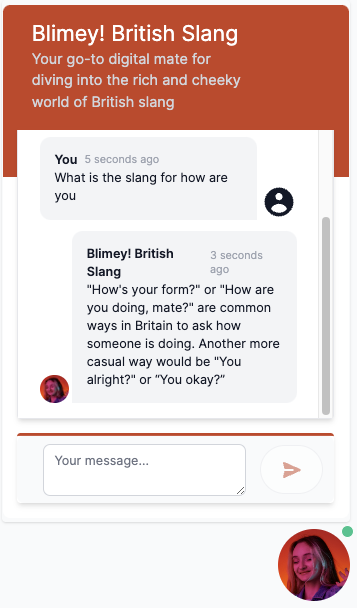 Blimey! British Slang
Your go-to digital mate for
diving into the rich and cheeky
world of British slang
You 5 seconds ago
What is the slang for how are
you
Blimey! British 3 seconds
Slang ago
"How's your form?" or "How are
you doing, mate?" are common
ways in Britain to ask how
someone is doing. Another more
casual way would be "You
alright?" or “You okay?”
Your message...